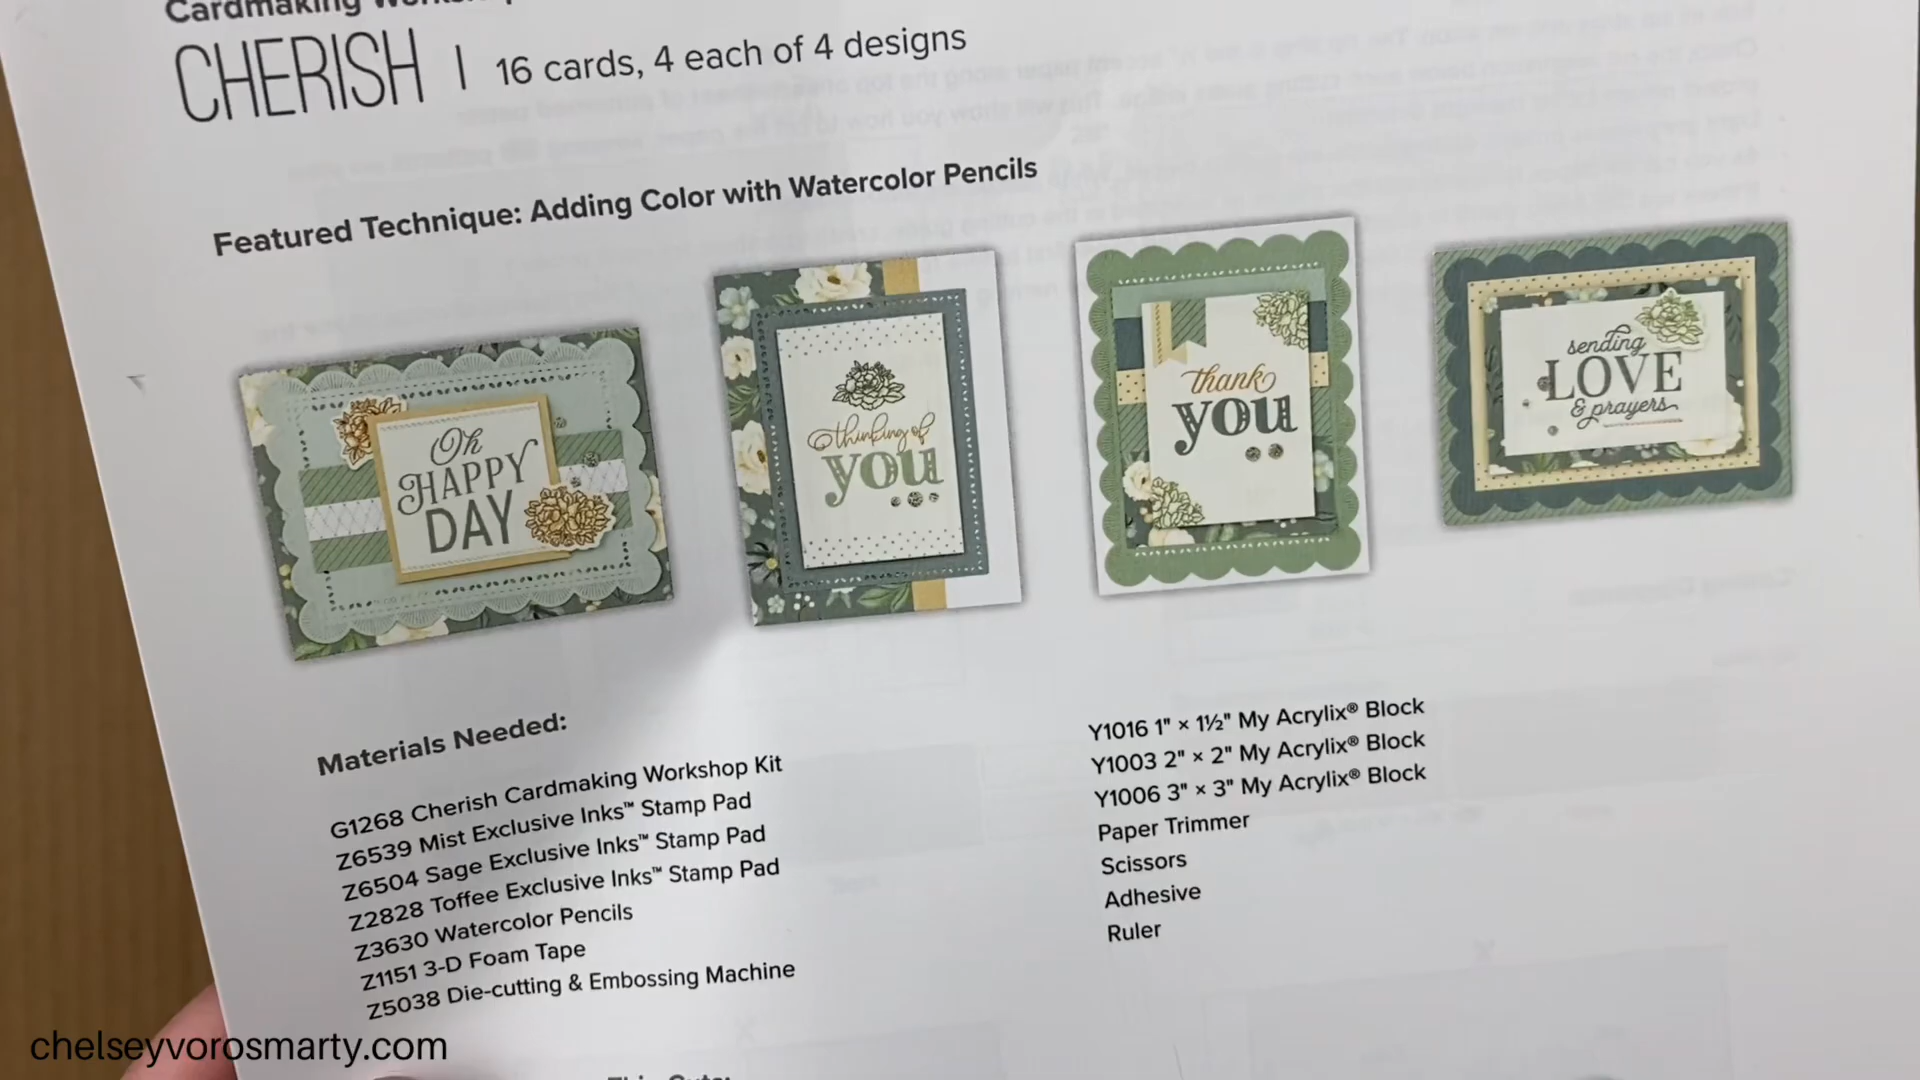 Cardmaking
CHERISH | 16 cards, 4 each of 4 designs
Featured Technique: Adding Color with Watercolor Pencils
Oh
HAPPY
DAY
thinking of
you
thank
you
sending
LOVE
& prayers
Materials Needed:
G1268 Cherish Cardmaking Workshop Kit
Z6539 Mist Exclusive Inks™ Stamp Pad
Z6504 Sage Exclusive Inks™ Stamp Pad
Z2828 Toffee Exclusive Inks™ Stamp Pad
Z3630 Watercolor Pencils
Z1151 3-D Foam Tape
Z5038 Die-cutting & Embossing Machine
Y1016 1" × 1½" My Acrylix® Block
Y1003 2" × 2" My Acrylix® Block
Y1006 3" × 3" My Acrylix® Block
Paper Trimmer
Scissors
Adhesive
Ruler
chelseyvorosmarty.com